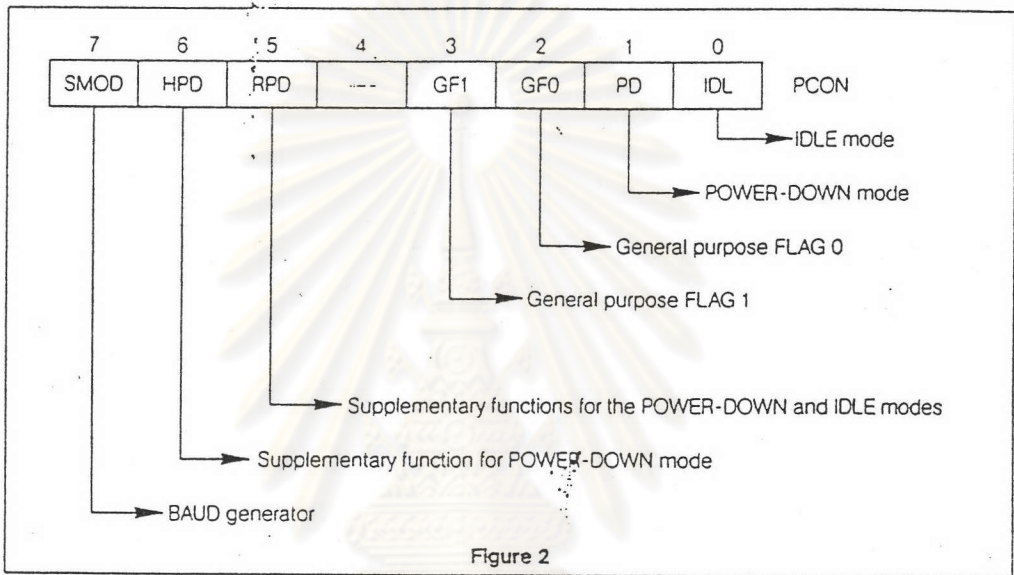 7 6 5 4 3 2 1 0
SMOD HPD RPD ---- GF1 GF0 PD IDL PCON
IDLE mode
POWER-DOWN mode
General purpose FLAG 0
General purpose FLAG 1
Supplementary functions for the POWER-DOWN and IDLE modes
Supplementary function for POWER-DOWN mode
BAUD generator
Figure 2